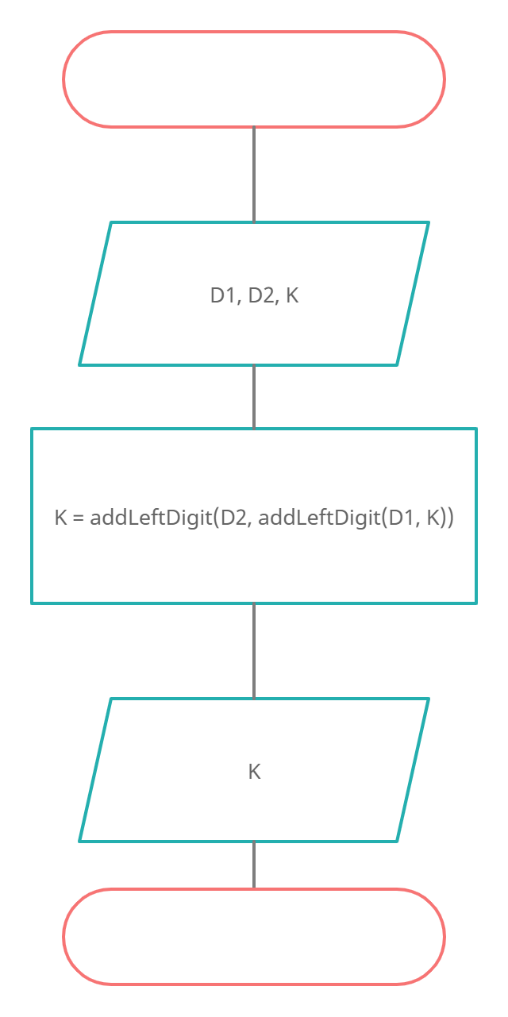 D1, D2, K
K = addLeftDigit(D2, addLeftDigit(D1, K))
K